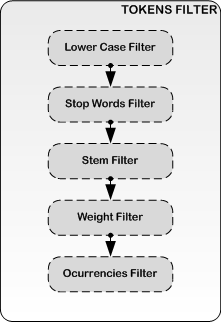 TOKENS FILTER
Lower Case Filter
Stop Words Filter
Stem Filter
Weight Filter
Ocurrencies Filter